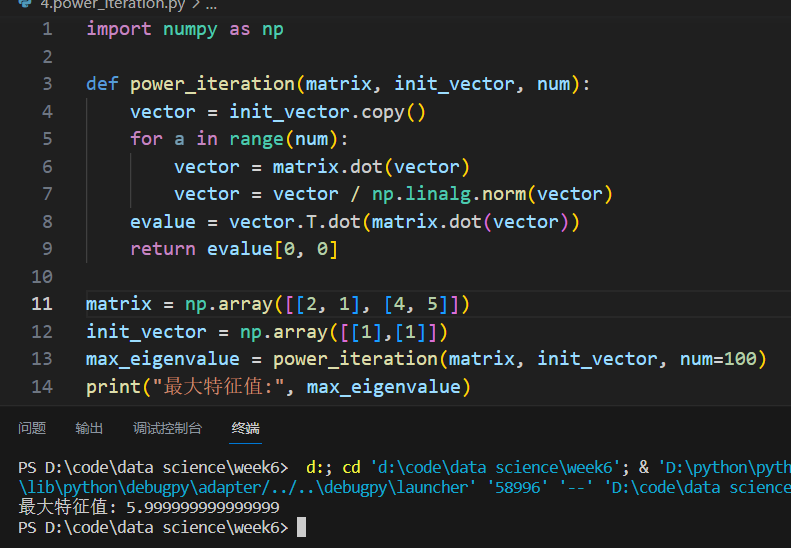 4.power_iteration.py > ...
1 import numpy as np
2
3 def power_iteration(matrix, init_vector, num):
4 vector = init_vector.copy()
5 for a in range(num):
6 vector = matrix.dot(vector)
7 vector = vector / np.linalg.norm(vector)
8 evalue = vector.T.dot(matrix.dot(vector))
9 return evalue[0, 0]
10
11 matrix = np.array([[2, 1], [4, 5]])
12 init_vector = np.array([[1],[1]])
13 max_eigenvalue = power_iteration(matrix, init_vector, num=100)
14 print("最大特征值:", max_eigenvalue)
问题 输出 调试控制台 终端
PS D:\code\data science\week6> d:; cd 'd:\code\data science\week6'; & 'D:\python\pyth
\lib\python\debugpy\adapter/../..\debugpy\launcher' '58996' '--' 'D:\code\data science
最大特征值: 5.999999999999999
PS D:\code\data science\week6>